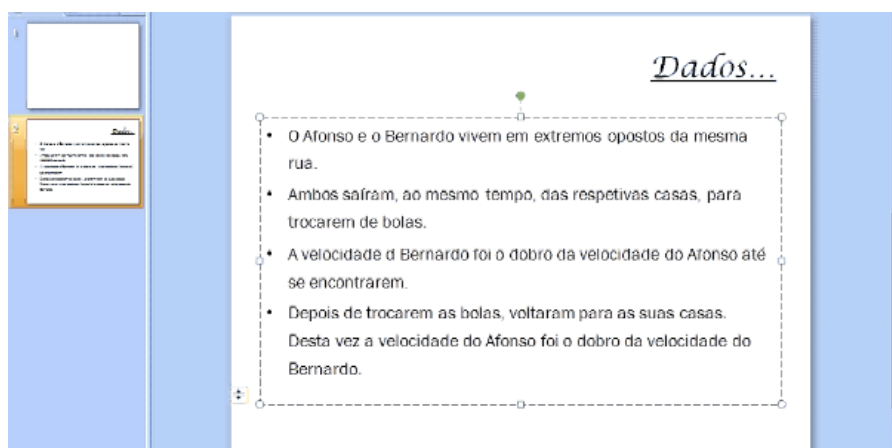 Dados...
• O Afonso e o Bernardo vivem em extremos opostos da mesma
rua.
• Ambos saíram, ao mesmo tempo, das respetivas casas, para
trocarem de bolas.
• A velocidade d Bernardo foi o dobro da velocidade do Afonso até
se encontrarem.
• Depois de trocarem as bolas, voltaram para as suas casas.
Desta vez a velocidade do Afonso foi o dobro da velocidade do
Bernardo.